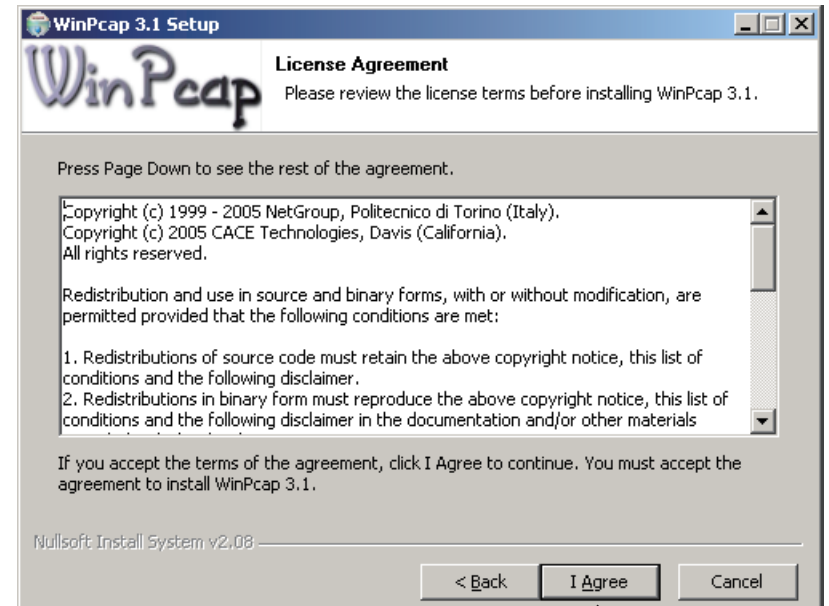 WinPcap 3.1 Setup
WinPcap
License Agreement
Please review the license terms before installing WinPcap 3.1.
Press Page Down to see the rest of the agreement.
Copyright (c) 1999 - 2005 NetGroup, Politecnico di Torino (Italy).
Copyright (c) 2005 CACE Technologies, Davis (California).
All rights reserved.
Redistribution and use in source and binary forms, with or without modification, are
permitted provided that the following conditions are met:
1. Redistributions of source code must retain the above copyright notice, this list of
conditions and the following disclaimer.
2. Redistributions in binary form must reproduce the above copyright notice, this list of
conditions and the following disclaimer in the documentation and/or other materials
If you accept the terms of the agreement, click I Agree to continue. You must accept the
agreement to install WinPcap 3.1.
Nullsoft Install System v2.08
< Back
I Agree
Cancel